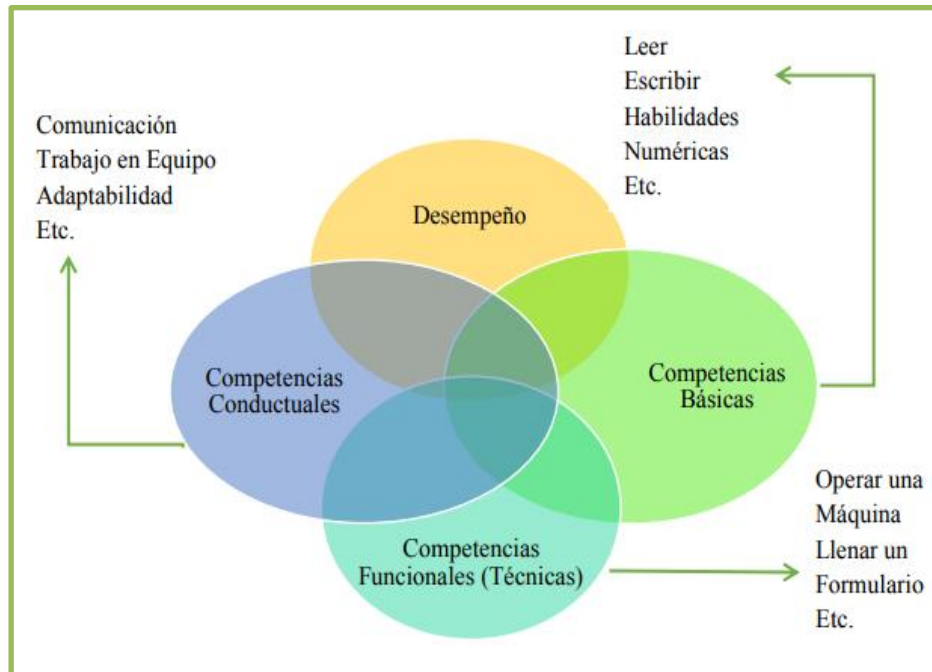 Leer
Escribir
Habilidades
Numéricas
Etc.
Comunicación
Trabajo en Equipo
Adaptabilidad
Etc.
Desempeño
Competencias
Conductuales
Competencias
Básicas
Competencias
Funcionales (Técnicas)
Operar una
Máquina
Llenar un
Formulario
Etc.